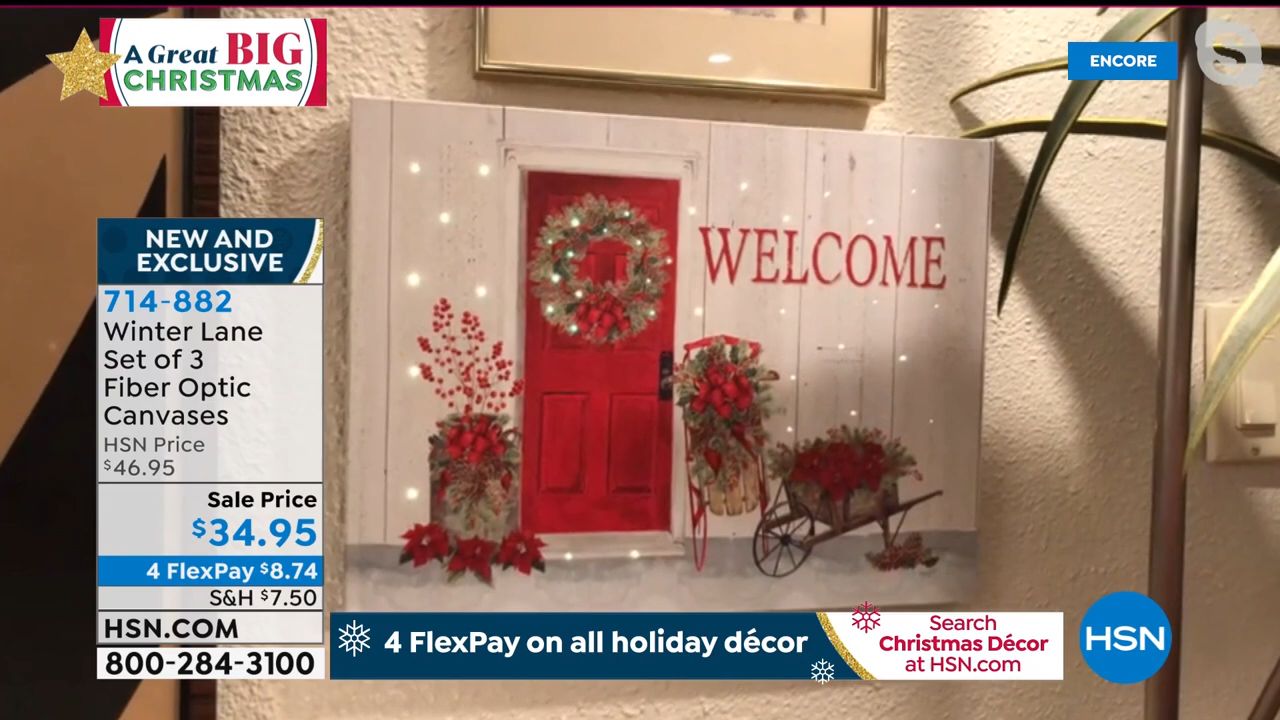 A Great BIG
CHRISTMAS
ENCORE
S
NEW AND
EXCLUSIVE
714-882
Winter Lane
Set of 3
Fiber Optic
Canvases
HSN Price
$46.95
Sale Price
$34.95
4 FlexPay $8.74
S&H $7.50
HSN.COM
800-284-3100
WELCOME
4 FlexPay on all holiday décor
Search
Christmas Décor
at HSN.com
HSN